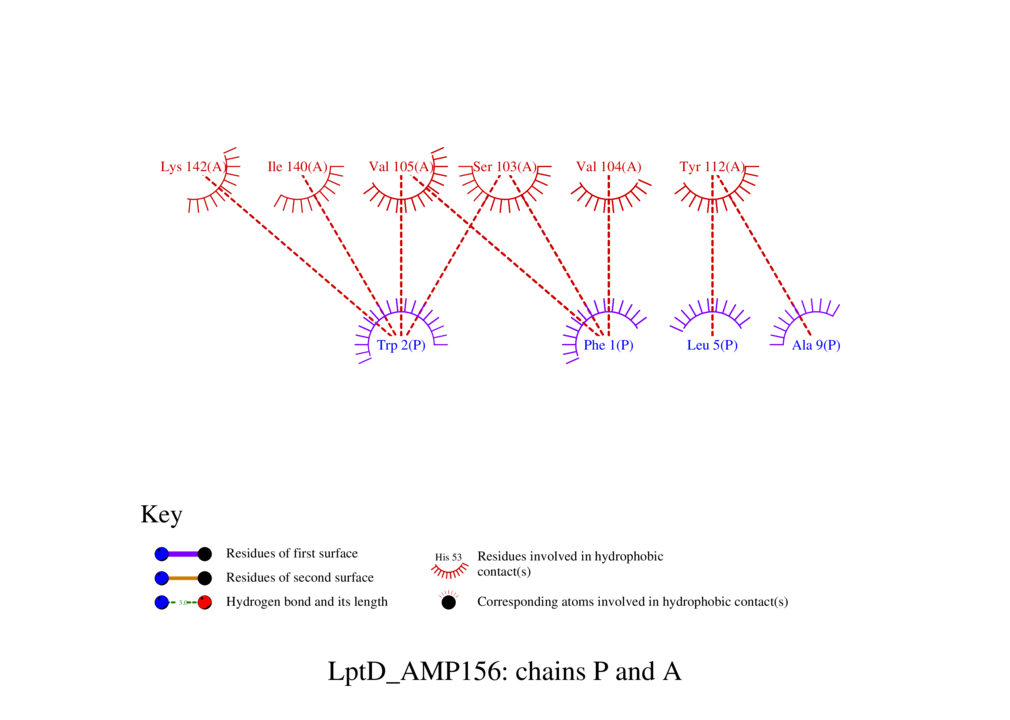 Lys 142(A) Ile 140(A) Val 105(A) Ser 103(A) Val 104(A) Tyr 112(A)
Trp 2(P) Phe 1(P) Leu 5(P) Ala 9(P)
Key
Residues of first surface
Residues of second surface
3.0 Hydrogen bond and its length
His 53 Residues involved in hydrophobic
contact(s)
Corresponding atoms involved in hydrophobic contact(s)
LptD_AMP156: chains P and A